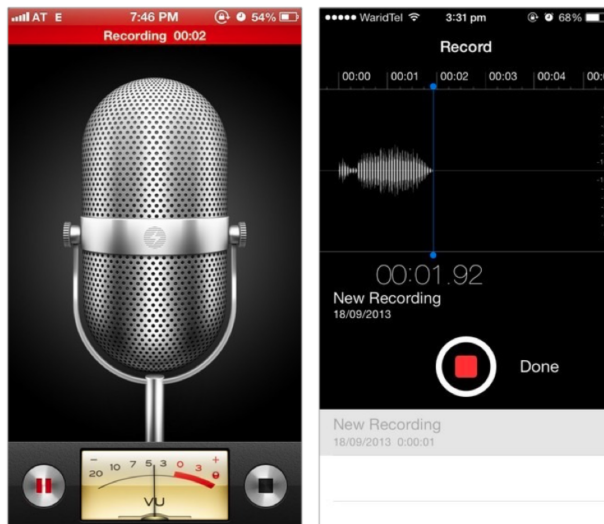 AT E 7:46 PM 54%
Recording 00:02
- +
20 10 7 5 3 0 3
VU
WaridTel 3:31 pm 68%
Record
00:00 00:01 00:02 00:03 00:04 00:
00:01.92
New Recording
18/09/2013
Done
New Recording
18/09/2013 0:00:01